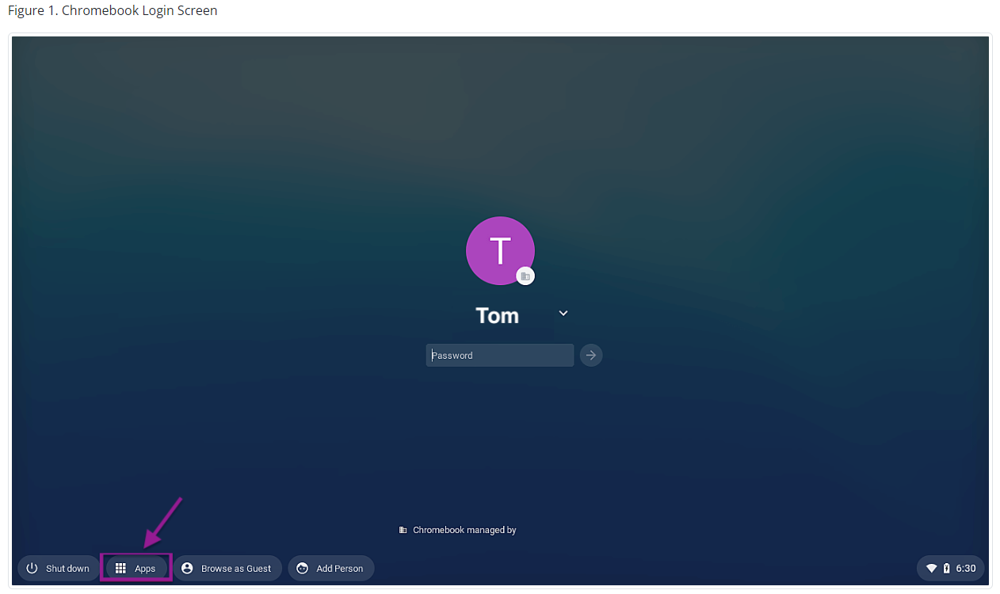 Figure 1. Chromebook Login Screen
T
Tom
Password
Chromebook managed by
Shut down Apps Browse as Guest Add Person 6:30